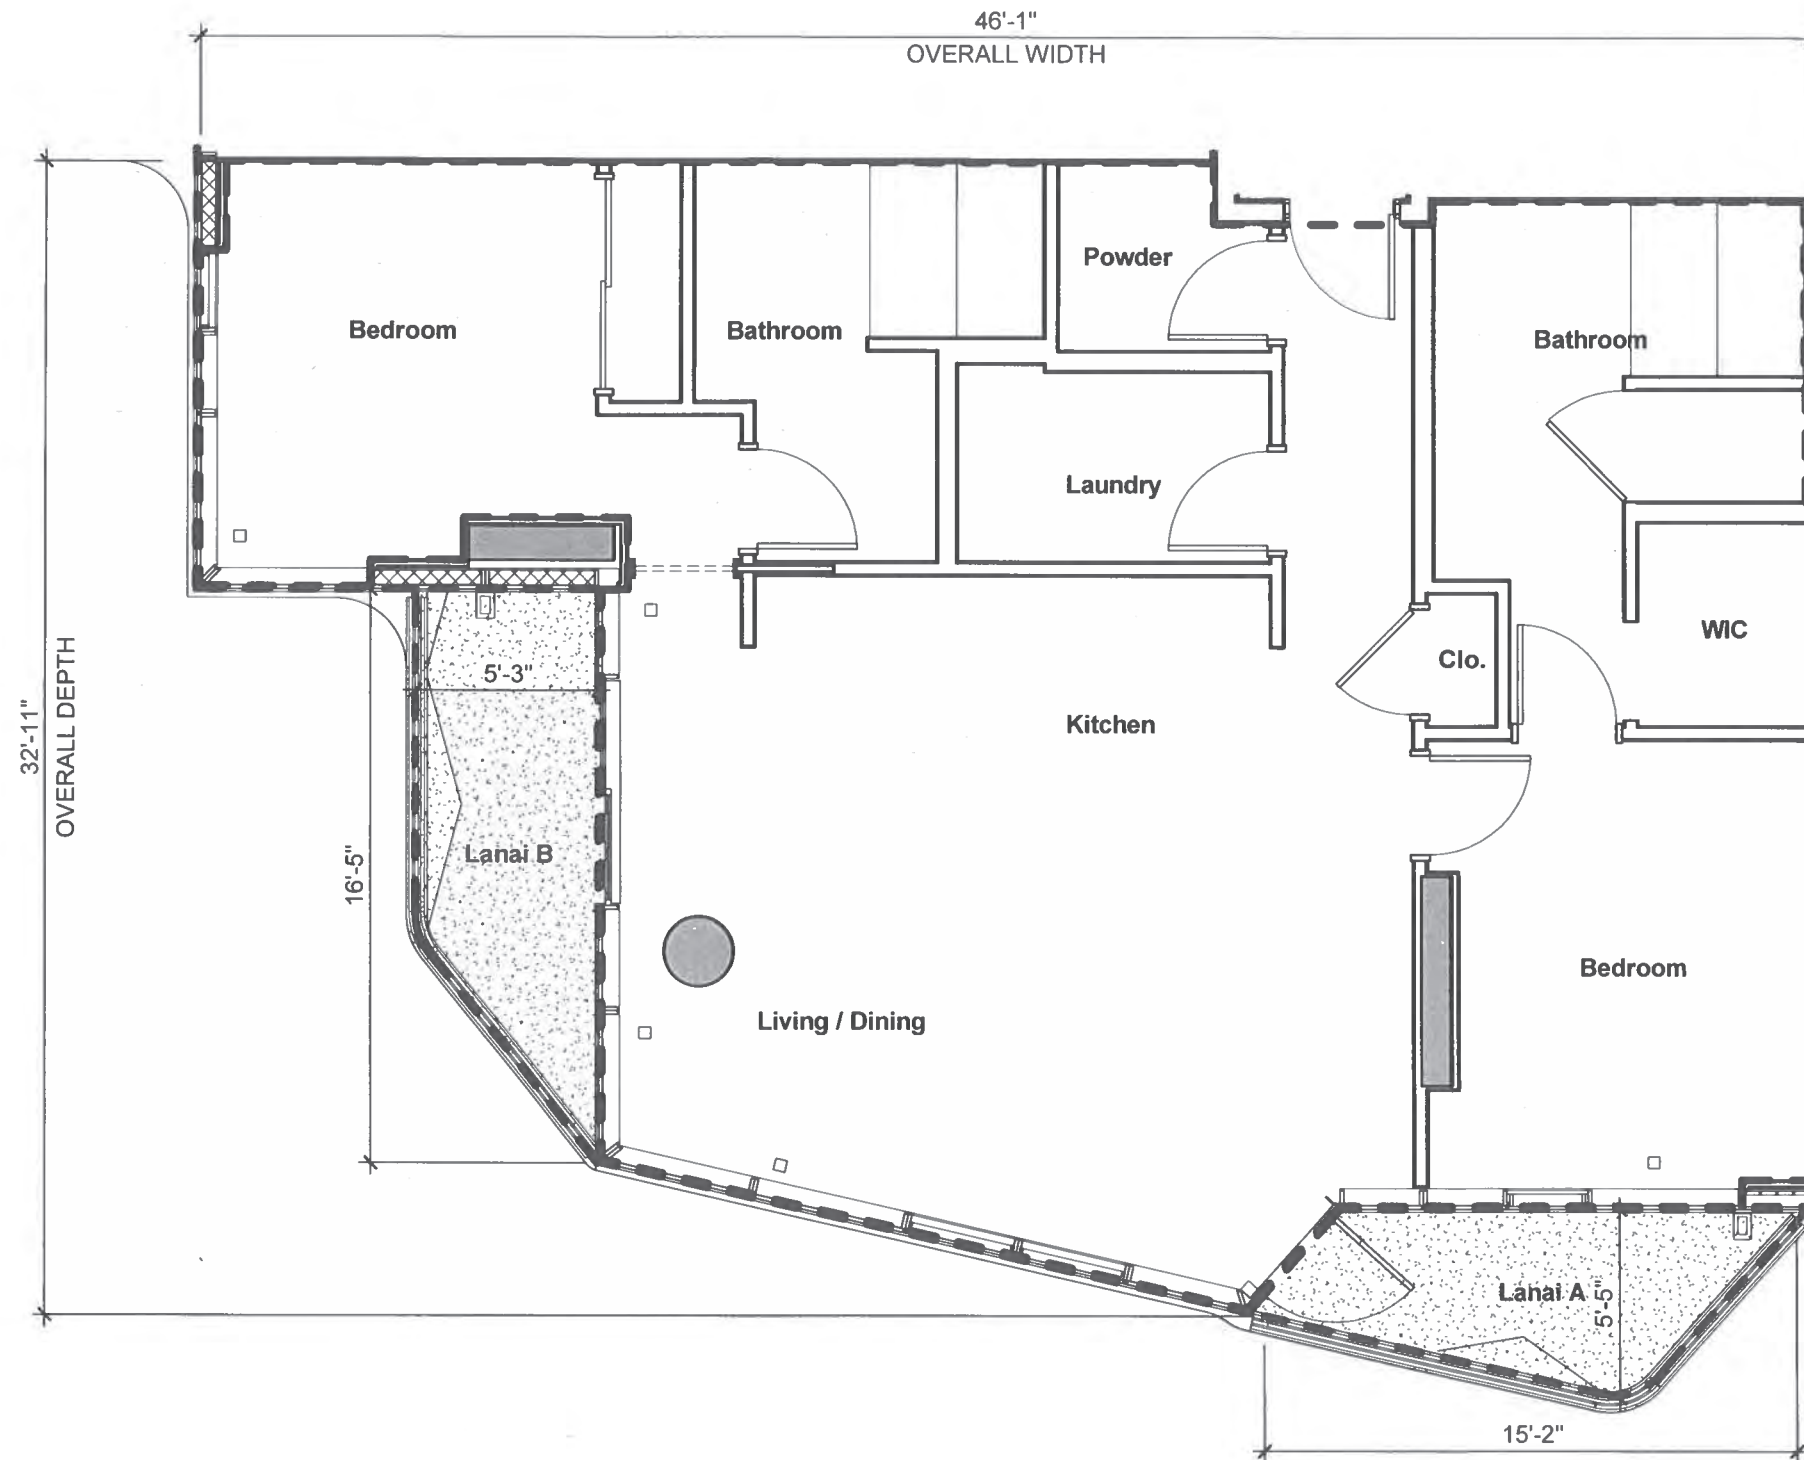 46'-1"
OVERALL WIDTH
Powder
Bedroom
Bathroom
Bathroom
Laundry
WIC
Clo.
5'-3"
Kitchen
32'-11"
OVERALL DEPTH
Lanai B
16'-5"
Bedroom
Living / Dining
Lanai A
5'-5"
15'-2"